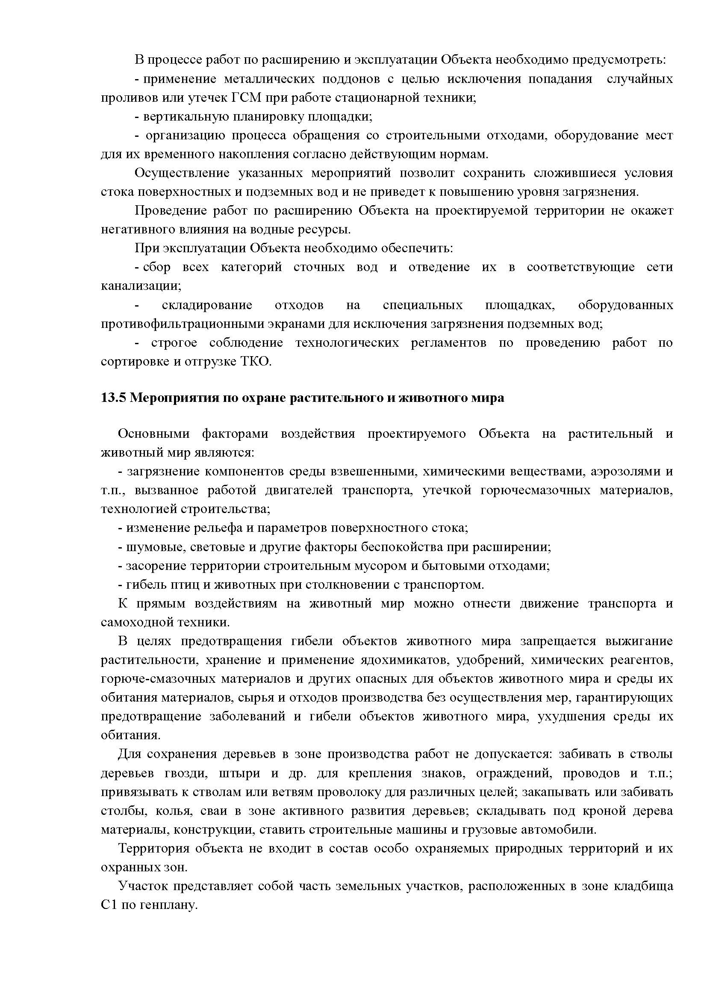 В процессе работ по расширению и эксплуатации Объекта необходимо предусмотреть:
- применение металлических поддонов с целью исключения попадания случайных
проливов или утечек ГСМ при работе стационарной техники;
- вертикальную планировку площадки;
- организацию процесса обращения со строительными отходами, оборудование мест
для их временного накопления согласно действующим нормам.
Осуществление указанных мероприятий позволит сохранить сложившиеся условия
стока поверхностных и подземных вод и не приведет к повышению уровня загрязнения.
Проведение работ по расширению Объекта на проектируемой территории не окажет
негативного влияния на водные ресурсы.
При эксплуатации Объекта необходимо обеспечить:
- сбор всех категорий сточных вод и отведение их в соответствующие сети
канализации;
- складирование отходов на специальных площадках, оборудованных
противофильтрационными экранами для исключения загрязнения подземных вод;
- строгое соблюдение технологических регламентов по проведению работ по
сортировке и отгрузке ТКО.
13.5 Мероприятия по охране растительного и животного мира
Основными факторами воздействия проектируемого Объекта на растительный и
животный мир являются:
- загрязнение компонентов среды взвешенными, химическими веществами, аэрозолями и
т.п., вызванное работой двигателей транспорта, утечкой горючесмазочных материалов,
технологией строительства;
- изменение рельефа и параметров поверхностного стока;
- шумовые, световые и другие факторы беспокойства при расширении;
- засорение территории строительным мусором и бытовыми отходами;
- гибель птиц и животных при столкновении с транспортом.
К прямым воздействиям на животный мир можно отнести движение транспорта и
самоходной техники.
В целях предотвращения гибели объектов животного мира запрещается выжигание
растительности, хранение и применение ядохимикатов, удобрений, химических реагентов,
горюче-смазочных материалов и других опасных для объектов животного мира и среды их
обитания материалов, сырья и отходов производства без осуществления мер, гарантирующих
предотвращение заболеваний и гибели объектов животного мира, ухудшения среды их
обитания.
Для сохранения деревьев в зоне производства работ не допускается: забивать в стволы
деревьев гвозди, штыри и др. для крепления знаков, ограждений, проводов и т.п.;
привязывать к стволам или ветвям проволоку для различных целей; закапывать или забивать
столбы, колья, сваи в зоне активного развития деревьев; складывать под кроной дерева
материалы, конструкции, ставить строительные машины и грузовые автомобили.
Территория объекта не входит в состав особо охраняемых природных территорий и их
охранных зон.
Участок представляет собой часть земельных участков, расположенных в зоне кладбища
С1 по генплану.